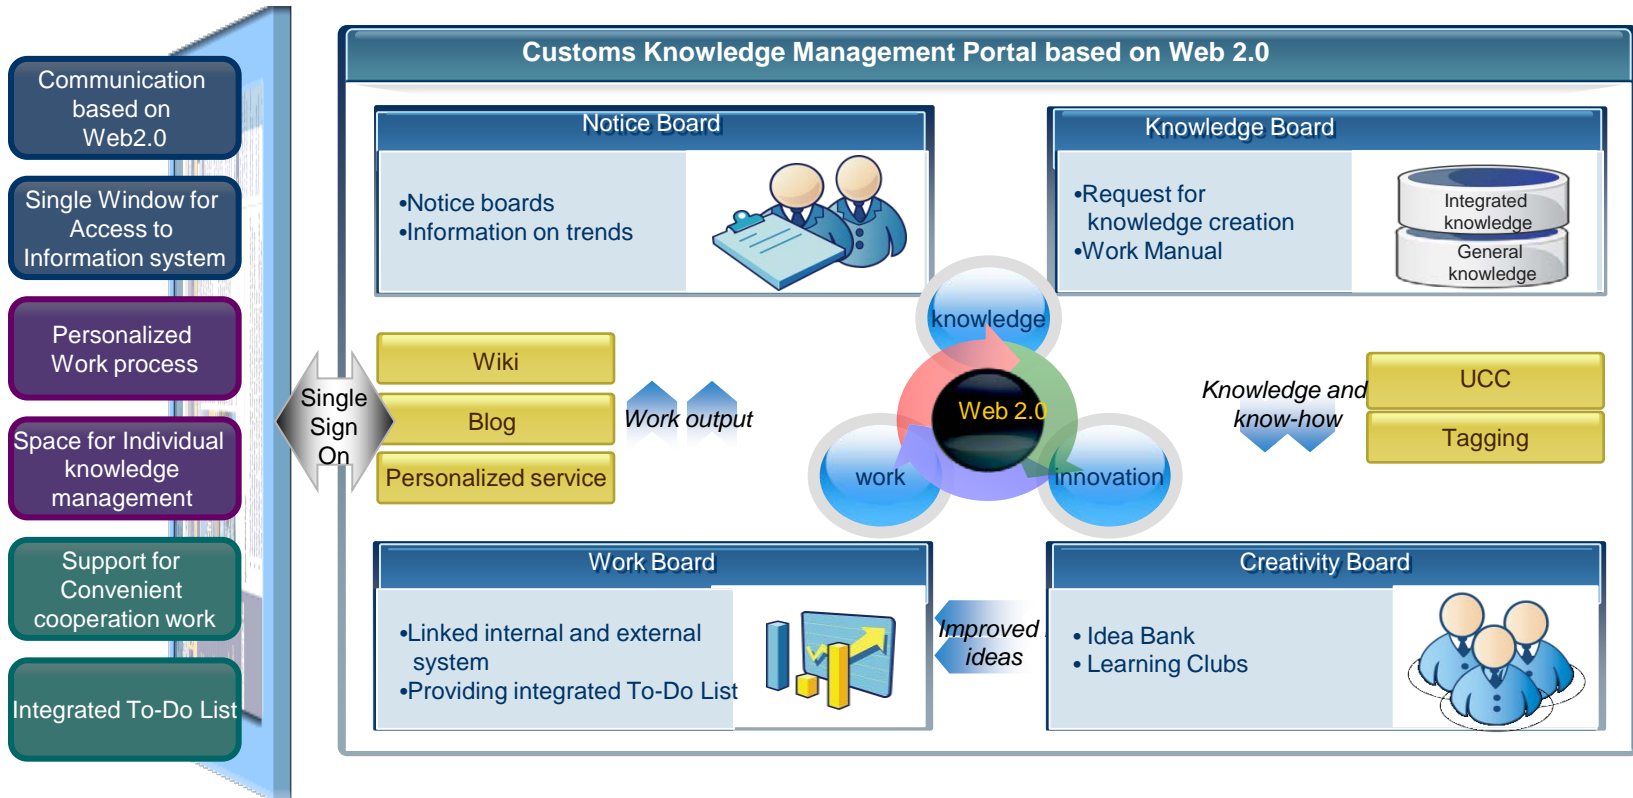 Customs Knowledge Management Portal based on Web 2.0
Communication
based on
Web2.0
Single Window for
Access to
Information system
Personalized
Work process
Space for Individual
knowledge
management
Support for
Convenient
cooperation work
Integrated To-Do List
Single
Sign
On
Notice Board
•Notice boards
•Information on trends
Knowledge Board
•Request for
knowledge creation
•Work Manual
Integrated
knowledge
General
knowledge
Wiki
Blog
Personalized service
Work output
knowledge
Web 2.0
work
innovation
Knowledge and
know-how
UCC
Tagging
Work Board
•Linked internal and external
system
•Providing integrated To-Do List
Improved
ideas
Creativity Board
• Idea Bank
• Learning Clubs